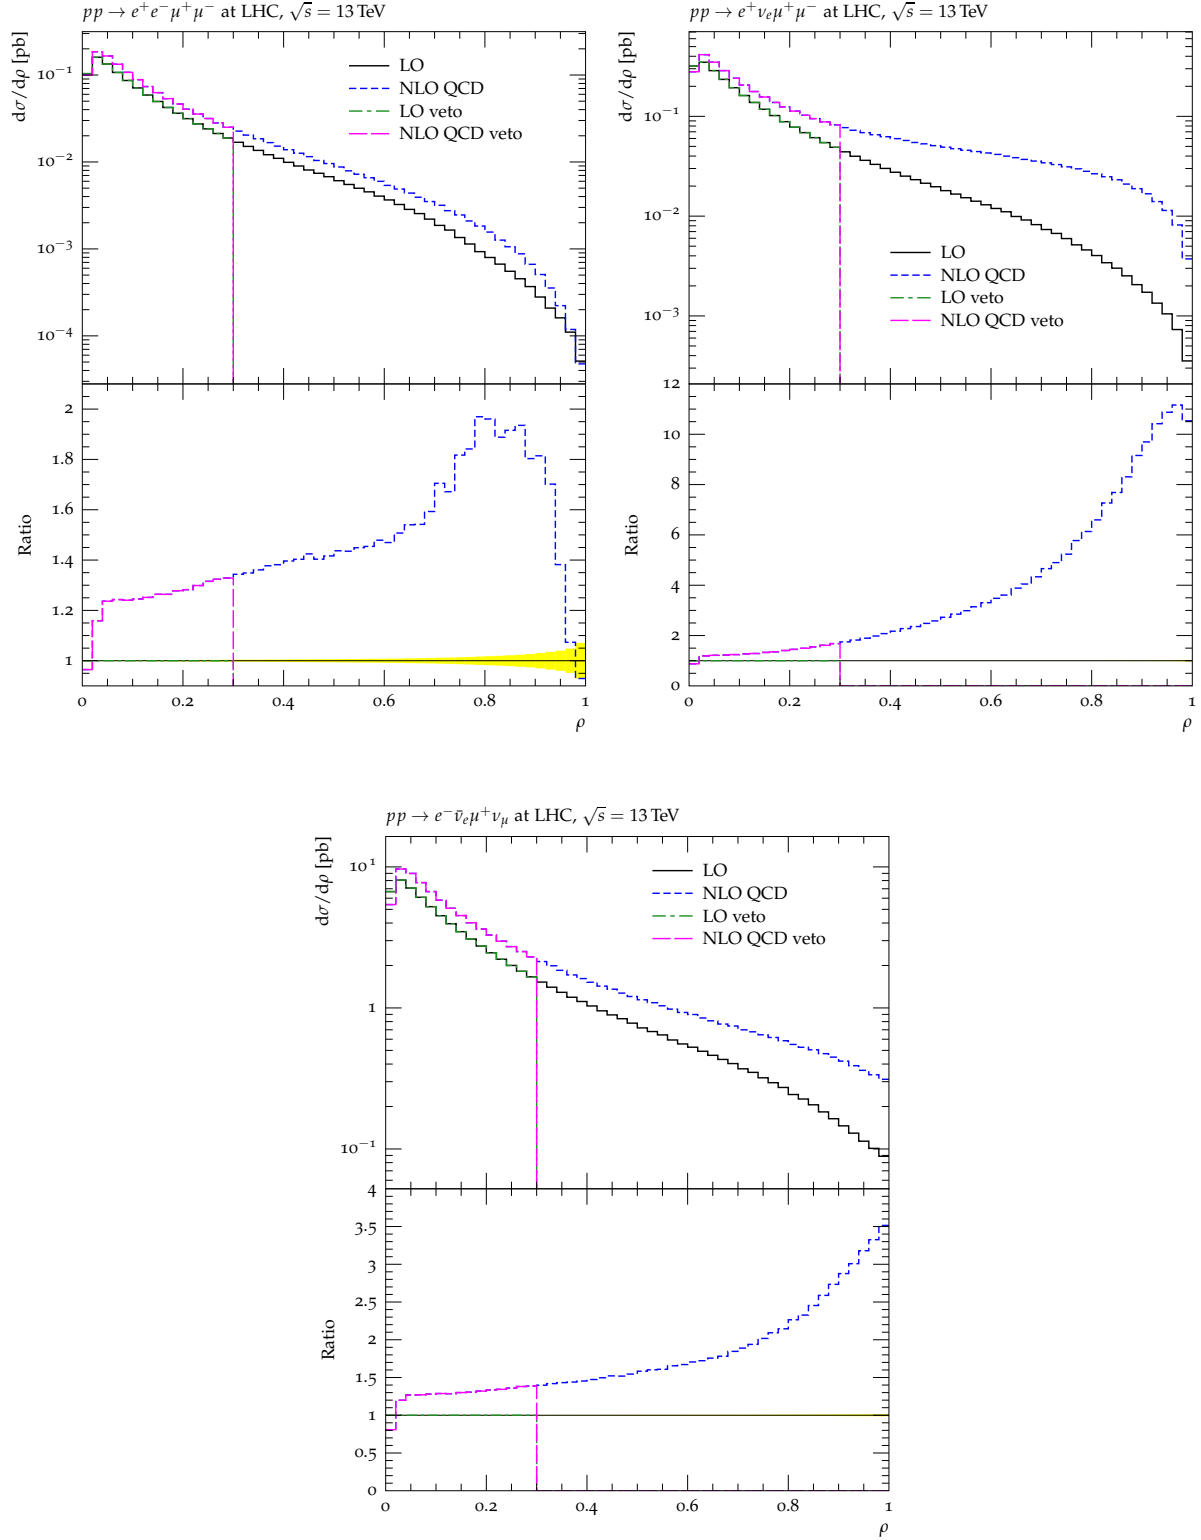 pp → e⁺e⁻μ⁺μ⁻ at LHC, √s = 13 TeV
dσ/dρ [pb]
LO
NLO QCD
LO veto
NLO QCD veto
10⁻¹
10⁻²
10⁻³
10⁻⁴
Ratio
2
1.8
1.6
1.4
1.2
1
0 0.2 0.4 0.6 0.8 1
ρ
pp → e⁺νₑμ⁺μ⁻ at LHC, √s = 13 TeV
dσ/dρ [pb]
10⁻¹
10⁻²
10⁻³
LO
NLO QCD
LO veto
NLO QCD veto
Ratio
12
10
8
6
4
2
0
0 0.2 0.4 0.6 0.8 1
ρ
pp → e⁻ν̄ₑμ⁺ν_μ at LHC, √s = 13 TeV
dσ/dρ [pb]
LO
NLO QCD
LO veto
NLO QCD veto
10¹
1
10⁻¹
Ratio
4
3.5
3
2.5
2
1.5
1
0.5
0
0 0.2 0.4 0.6 0.8 1
ρ